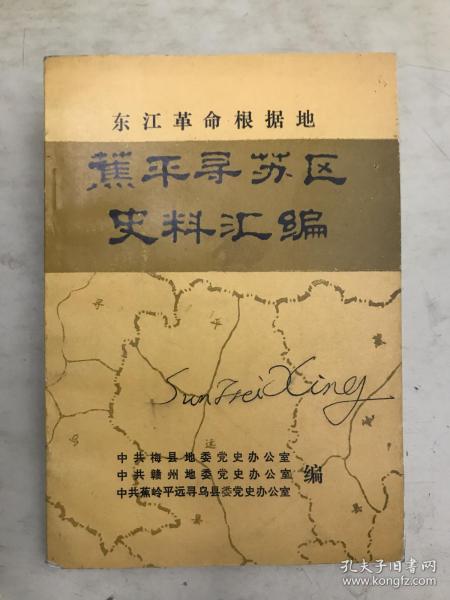 东江革命根据地
蕉平寻苏区
史料汇编
远
中共梅县地委党史办公室
中共赣州地委党史办公室
中共蕉岭平远寻乌县委党史办公室
编
孔夫子旧书网
www.kongfz.com